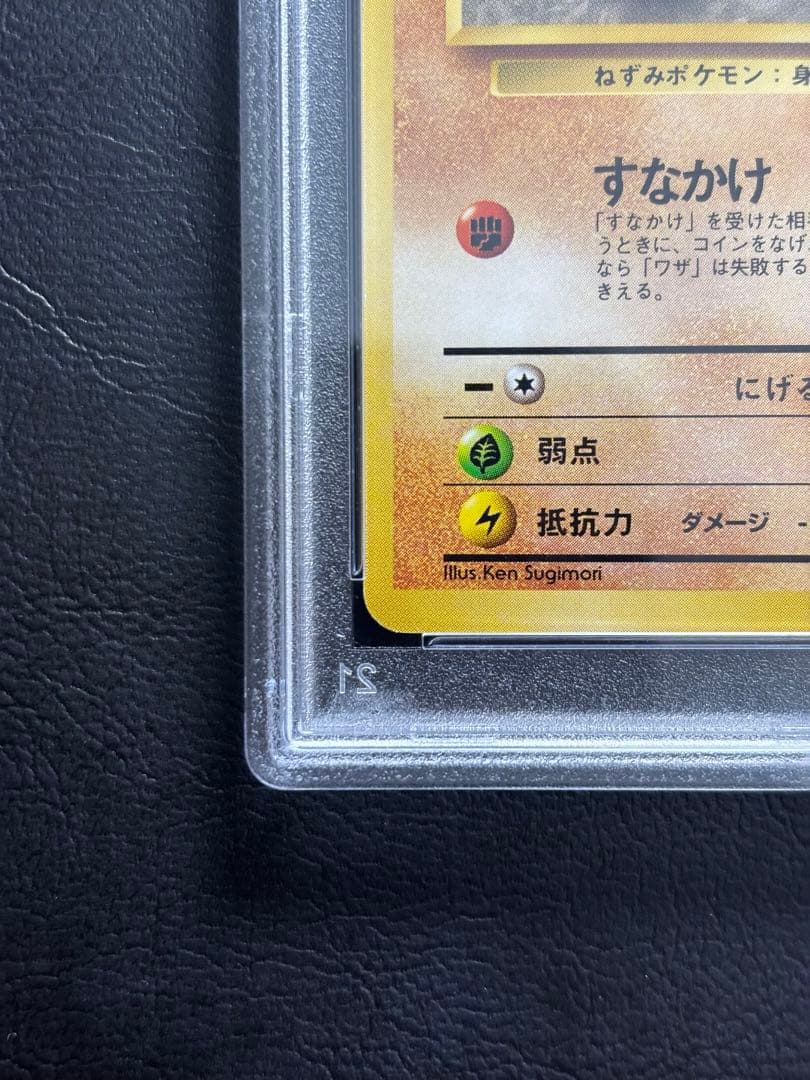 ねずみポケモン：身
すなかけ
「すなかけ」を受けた相手
うときに、コインをなげ
なら「ワザ」は失敗する
きえる。
にげる
弱点
抵抗力 ダメージ -
Illus. Ken Sugimori
21